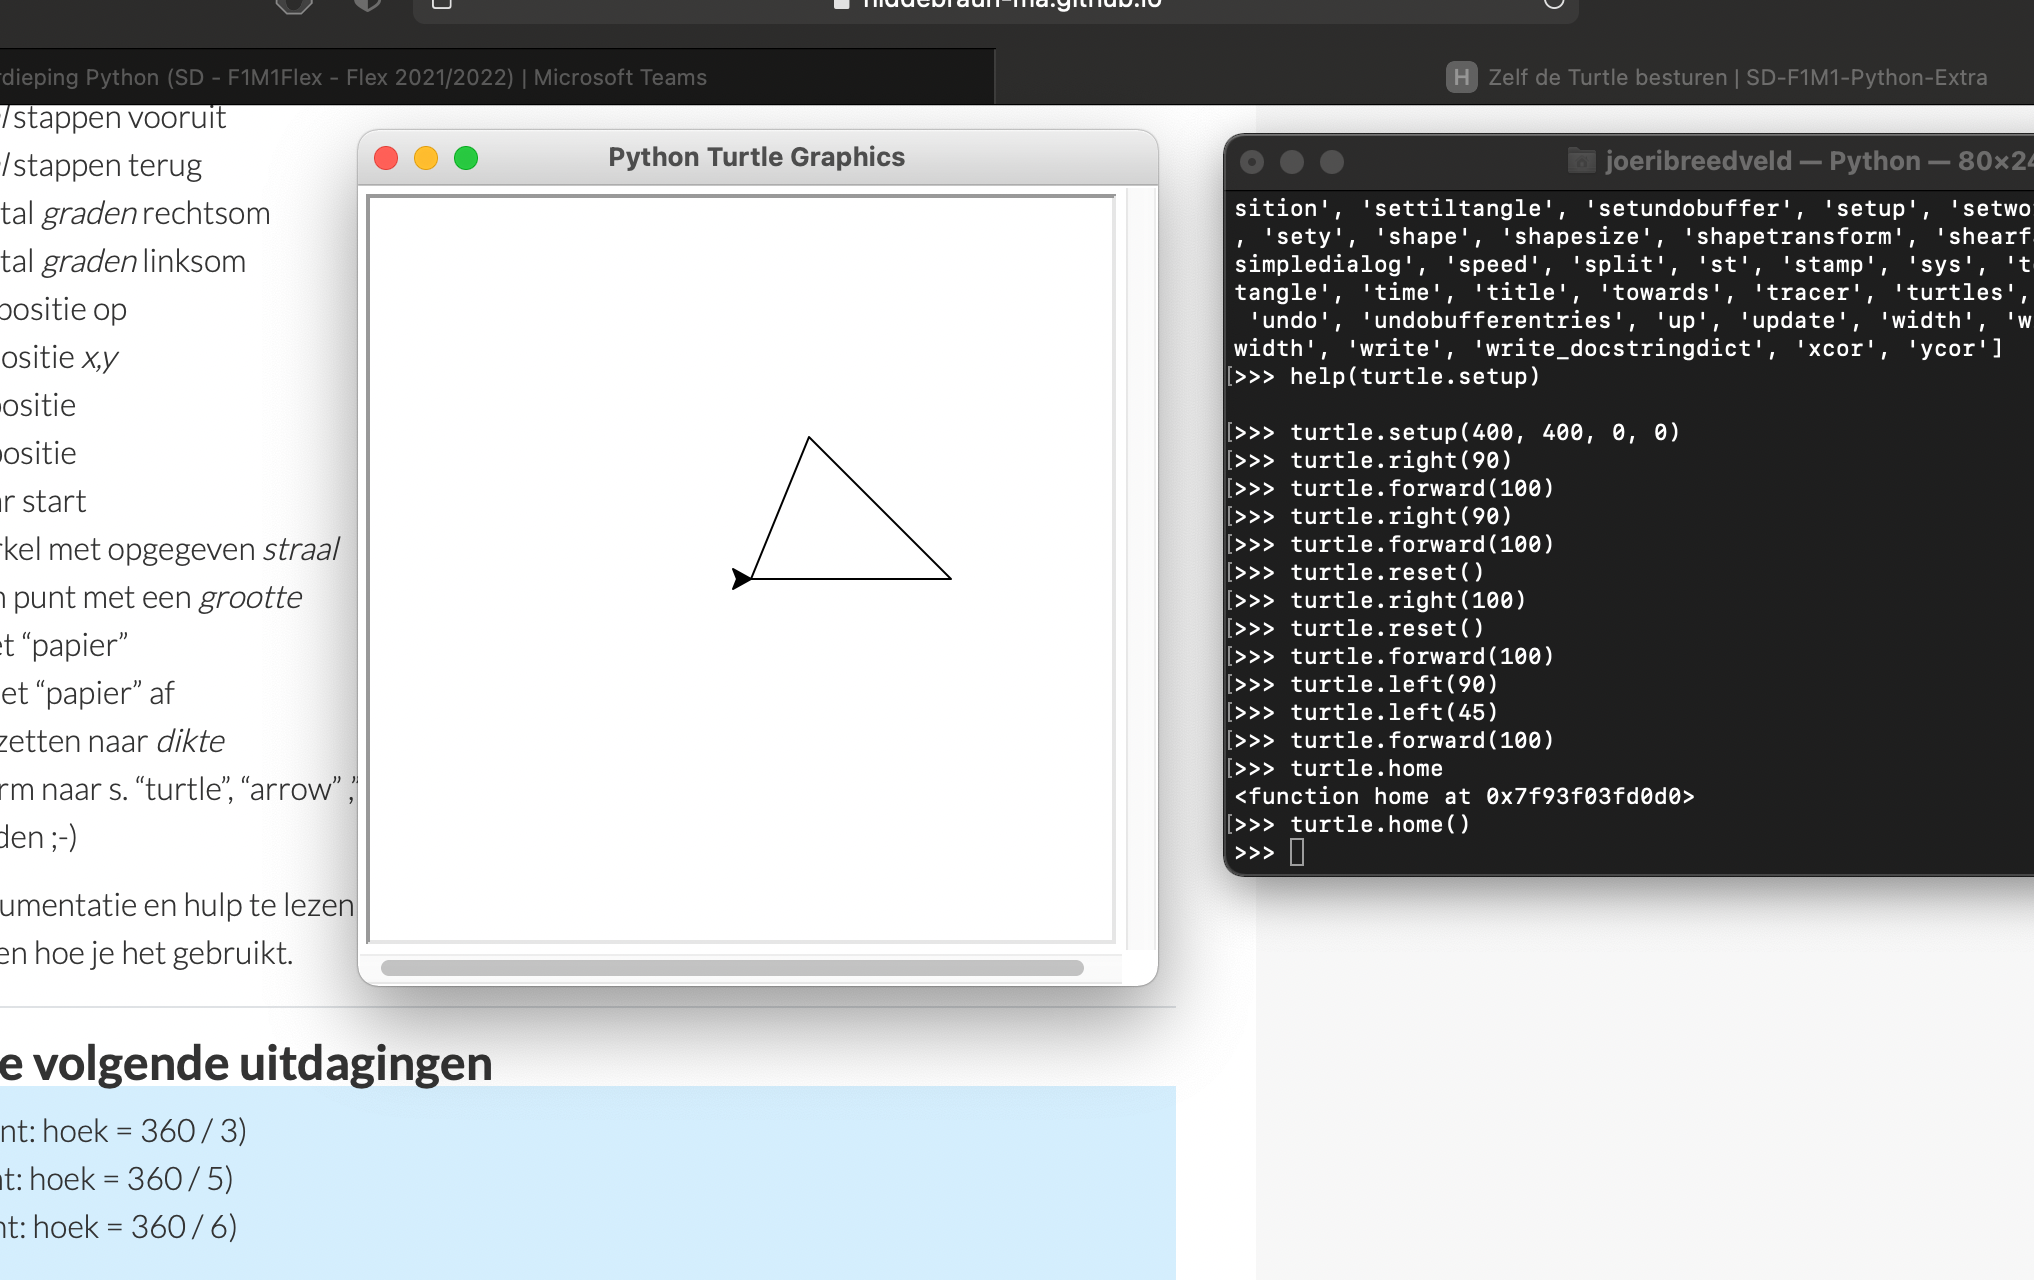 hiddebraun-ma.github.io
rdieping Python (SD - F1M1Flex - Flex 2021/2022) | Microsoft Teams
H Zelf de Turtle besturen | SD-F1M1-Python-Extra
stappen vooruit
stappen terug
tal graden rechtsom
tal graden linksom
positie op
ositie x,y
ositie
ositie
ar start
rkel met opgegeven straal
n punt met een grootte
et “papier”
et “papier” af
zetten naar dikte
rm naar s. “turtle”, “arrow” ,”
den ;-)
umentatie en hulp te lezen
en hoe je het gebruikt.
e volgende uitdagingen
nt: hoek = 360 / 3)
nt: hoek = 360 / 5)
nt: hoek = 360 / 6)
Python Turtle Graphics
joeribreedveld — Python — 80×24
sition', 'settiltangle', 'setundobuffer', 'setup', 'setwo
, 'sety', 'shape', 'shapesize', 'shapetransform', 'shearf
simpledialog', 'speed', 'split', 'st', 'stamp', 'sys', 't
tangle', 'time', 'title', 'towards', 'tracer', 'turtles',
'undo', 'undobufferentries', 'up', 'update', 'width', 'w
width', 'write', 'write_docstringdict', 'xcor', 'ycor']
[>>> help(turtle.setup)
[>>> turtle.setup(400, 400, 0, 0)
[>>> turtle.right(90)
[>>> turtle.forward(100)
[>>> turtle.right(90)
[>>> turtle.forward(100)
[>>> turtle.reset()
[>>> turtle.right(100)
[>>> turtle.reset()
[>>> turtle.forward(100)
[>>> turtle.left(90)
[>>> turtle.left(45)
[>>> turtle.forward(100)
[>>> turtle.home
<function home at 0x7f93f03fd0d0>
[>>> turtle.home()
>>>